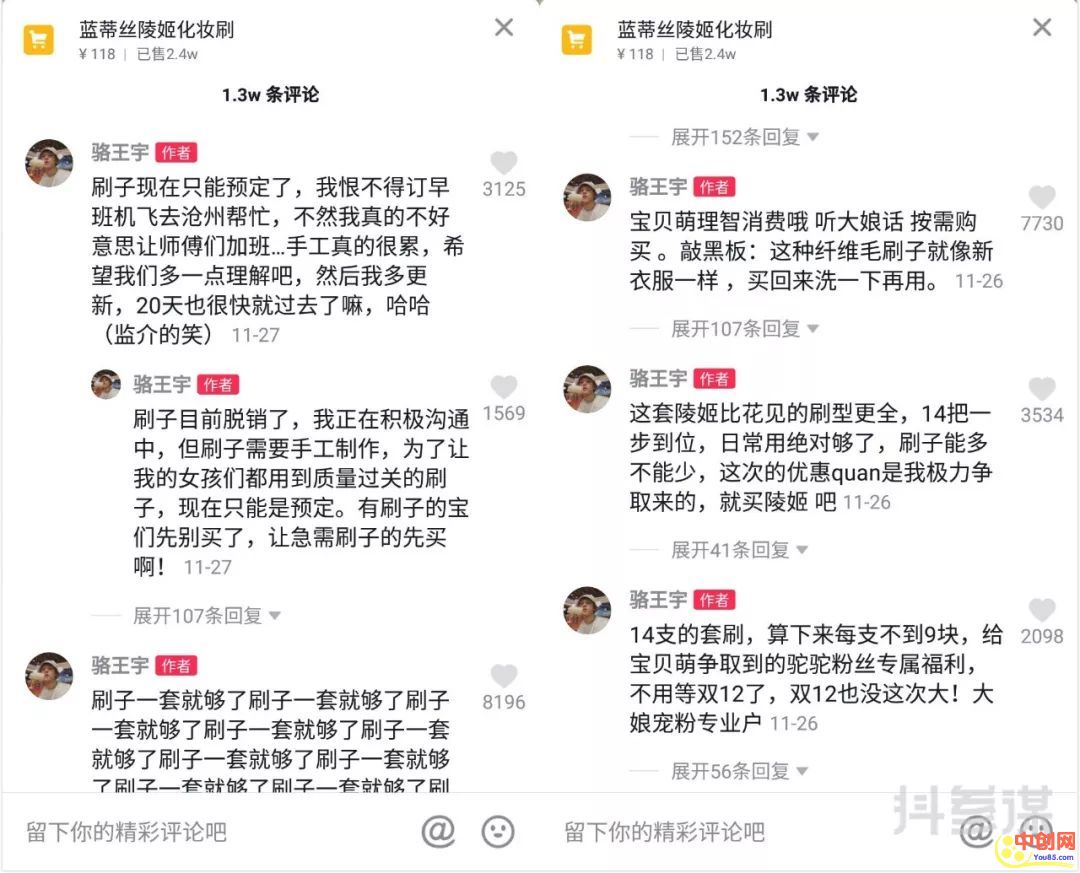 蓝蒂丝陵姬化妆刷
¥ 118 | 已售2.4w
1.3w 条评论
骆王宇 作者
刷子现在只能预定了，我恨不得订早
班机飞去沧州帮忙，不然我真的不好
意思让师傅们加班...手工真的很累，希
望我们多一点理解吧，然后我多更
新，20天也很快就过去了嘛，哈哈
（监介的笑） 11-27
3125
骆王宇 作者
刷子目前脱销了，我正在积极沟通
中，但刷子需要手工制作，为了让
我的女孩们都用到质量过关的刷
子，现在只能是预定。有刷子的宝
们先别买了，让急需刷子的先买
啊！ 11-27
1569
展开107条回复
骆王宇 作者
刷子一套就够了刷子一套就够了刷子
一套就够了刷子一套就够了刷子一套
就够了刷子一套就够了刷子一套就够
了刷子一套就够了刷子一套就够了刷
8196
留下你的精彩评论吧
@
蓝蒂丝陵姬化妆刷
¥ 118 | 已售2.4w
1.3w 条评论
展开152条回复
骆王宇 作者
宝贝萌理智消费哦 听大娘话 按需购
买 。敲黑板：这种纤维毛刷子就像新
衣服一样 ，买回来洗一下再用。 11-26
7730
展开107条回复
骆王宇 作者
这套陵姬比花见的刷型更全，14把一
步到位，日常用绝对够了，刷子能多
不能少，这次的优惠quan是我极力争
取来的，就买陵姬 吧 11-26
3534
展开41条回复
骆王宇 作者
14支的套刷，算下来每支不到9块，给
宝贝萌争取到的驼驼粉丝专属福利，
不用等双12了，双12也没这次大！大
娘宠粉专业户 11-26
2098
展开56条回复
留下你的精彩评论吧
@
抖参谋
中创网
You85.com